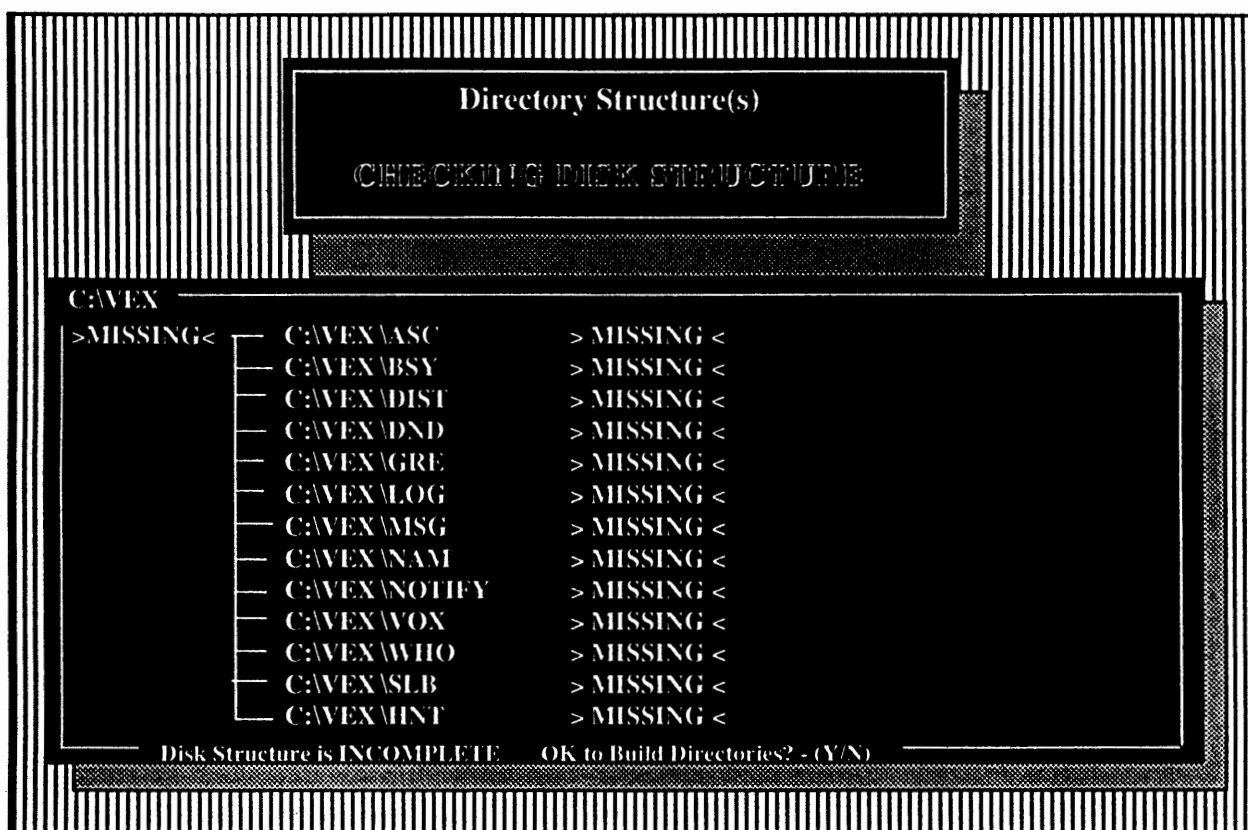 Directory Structure(s)
CHECKING DISK STRUCTURE
C:\VEX
>MISSING< C:\VEX\ASC > MISSING <
C:\VEX\BSY > MISSING <
C:\VEX\DIST > MISSING <
C:\VEX\DND > MISSING <
C:\VEX\GRE > MISSING <
C:\VEX\LOG > MISSING <
C:\VEX\MSG > MISSING <
C:\VEX\NAM > MISSING <
C:\VEX\NOTIFY > MISSING <
C:\VEX\VOX > MISSING <
C:\VEX\WHO > MISSING <
C:\VEX\SLB > MISSING <
C:\VEX\HNT > MISSING <
Disk Structure is INCOMPLETE OK to Build Directories? - (Y/N)